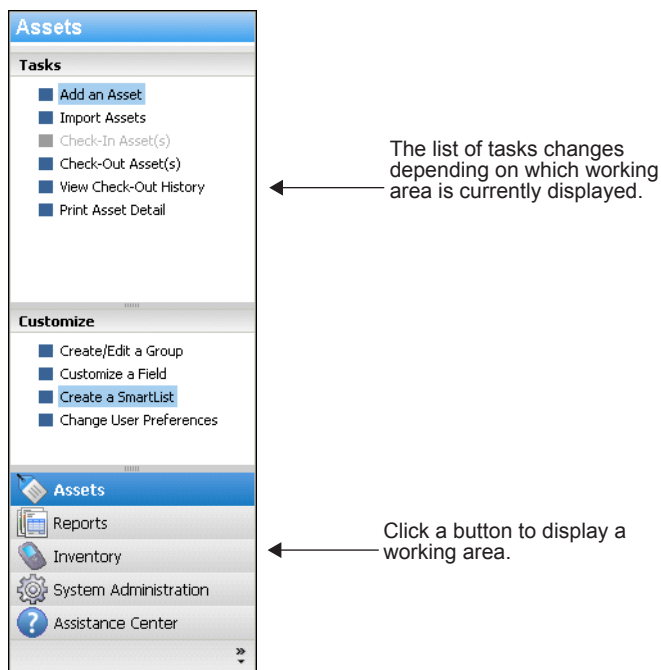 Assets
Tasks
Add an Asset
Import Assets
Check-In Asset(s)
Check-Out Asset(s)
View Check-Out History
Print Asset Detail
The list of tasks changes
depending on which working
area is currently displayed.
Customize
Create/Edit a Group
Customize a Field
Create a SmartList
Change User Preferences
Assets
Reports
Inventory
System Administration
Assistance Center
Click a button to display a
working area.